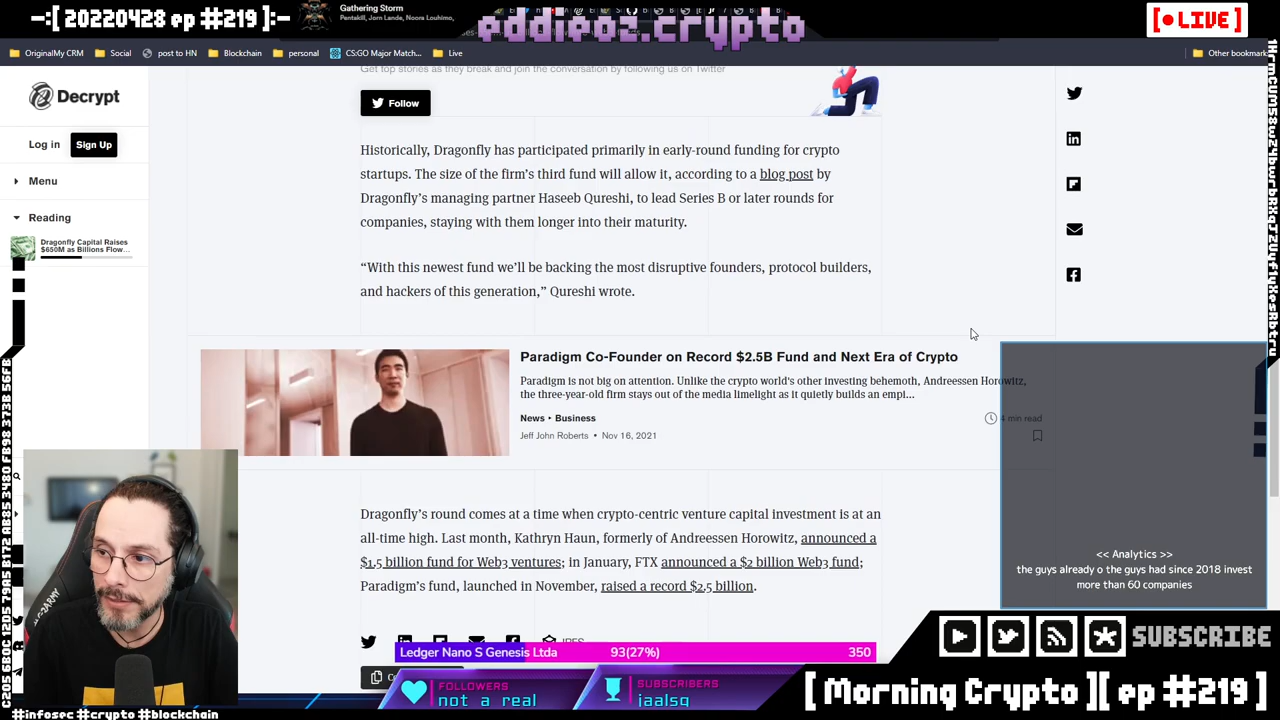 -:[ 20220428 ep #219 ]:-
Gathering Storm
Pentakill, Jorn Lande, Noora Louhimo,
eddieoz.crypto
[ • LIVE ]
OriginalMy CRM
Social
post to HN
Blockchain
personal
CS:GO Major Match...
Live
Other bookmark
Decrypt
Log in
Sign Up
Menu
Reading
Dragonfly Capital Raises
$650M as Billions Flow...
Get top stories as they break and join the conversation by following us on Twitter
Follow
Historically, Dragonfly has participated primarily in early-round funding for crypto
startups. The size of the firm's third fund will allow it, according to a blog post by
Dragonfly's managing partner Haseeb Qureshi, to lead Series B or later rounds for
companies, staying with them longer into their maturity.
“With this newest fund we'll be backing the most disruptive founders, protocol builders,
and hackers of this generation,” Qureshi wrote.
Paradigm Co-Founder on Record $2.5B Fund and Next Era of Crypto
Paradigm is not big on attention. Unlike the crypto world's other investing behemoth, Andreessen Horowitz,
the three-year-old firm stays out of the media limelight as it quietly builds an empi...
News • Business
4 min read
Jeff John Roberts • Nov 16, 2021
Dragonfly's round comes at a time when crypto-centric venture capital investment is at an
all-time high. Last month, Kathryn Haun, formerly of Andreessen Horowitz, announced a
$1.5 billion fund for Web3 ventures; in January, FTX announced a $2 billion Web3 fund;
Paradigm's fund, launched in November, raised a record $2.5 billion.
<< Analytics >>
the guys already o the guys had since 2018 invest
more than 60 companies
Ledger Nano S Genesis Ltda
93(27%)
350
FOLLOWERS
not a real
SUBSCRIBERS
iaalsq
SUBSCRIBE
[ Morning Crypto ][ ep #219 ]
#infosec #crypto #blockchain